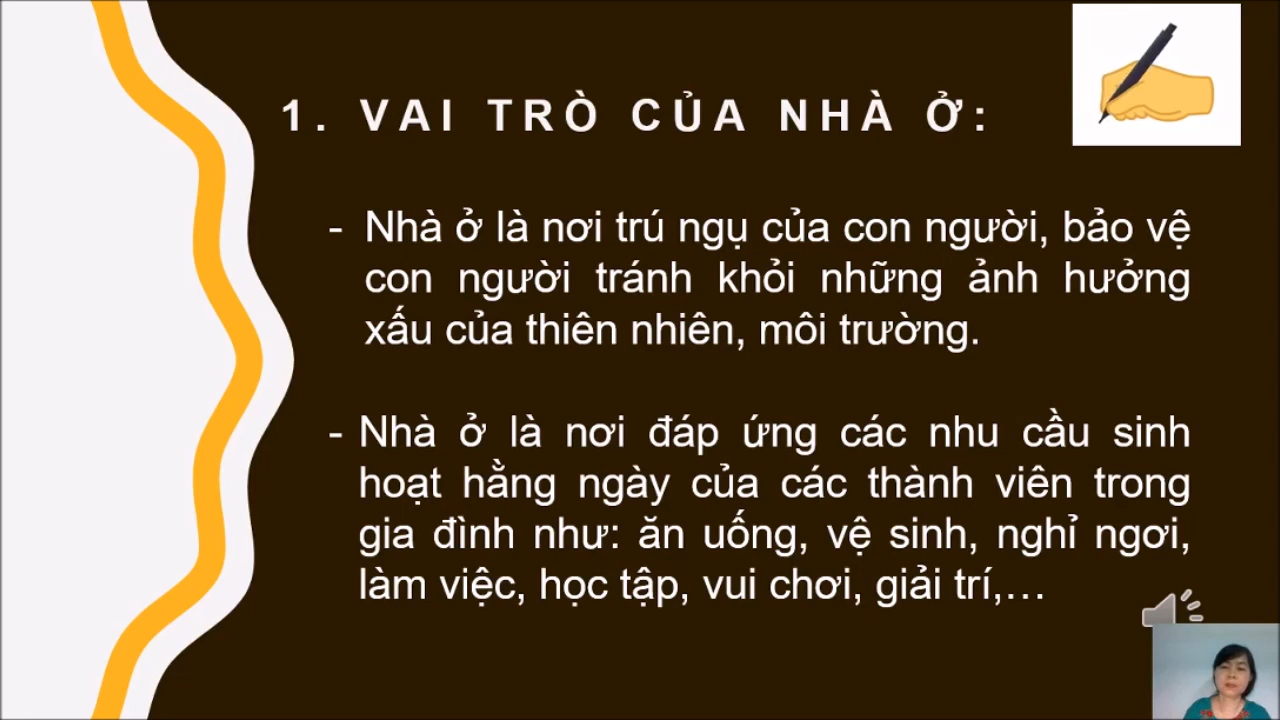 1. VAI TRÒ CỦA NHÀ Ở:
- Nhà ở là nơi trú ngụ của con người, bảo vệ
con người tránh khỏi những ảnh hưởng
xấu của thiên nhiên, môi trường.
- Nhà ở là nơi đáp ứng các nhu cầu sinh
hoạt hằng ngày của các thành viên trong
gia đình như: ăn uống, vệ sinh, nghỉ ngơi,
làm việc, học tập, vui chơi, giải trí,...